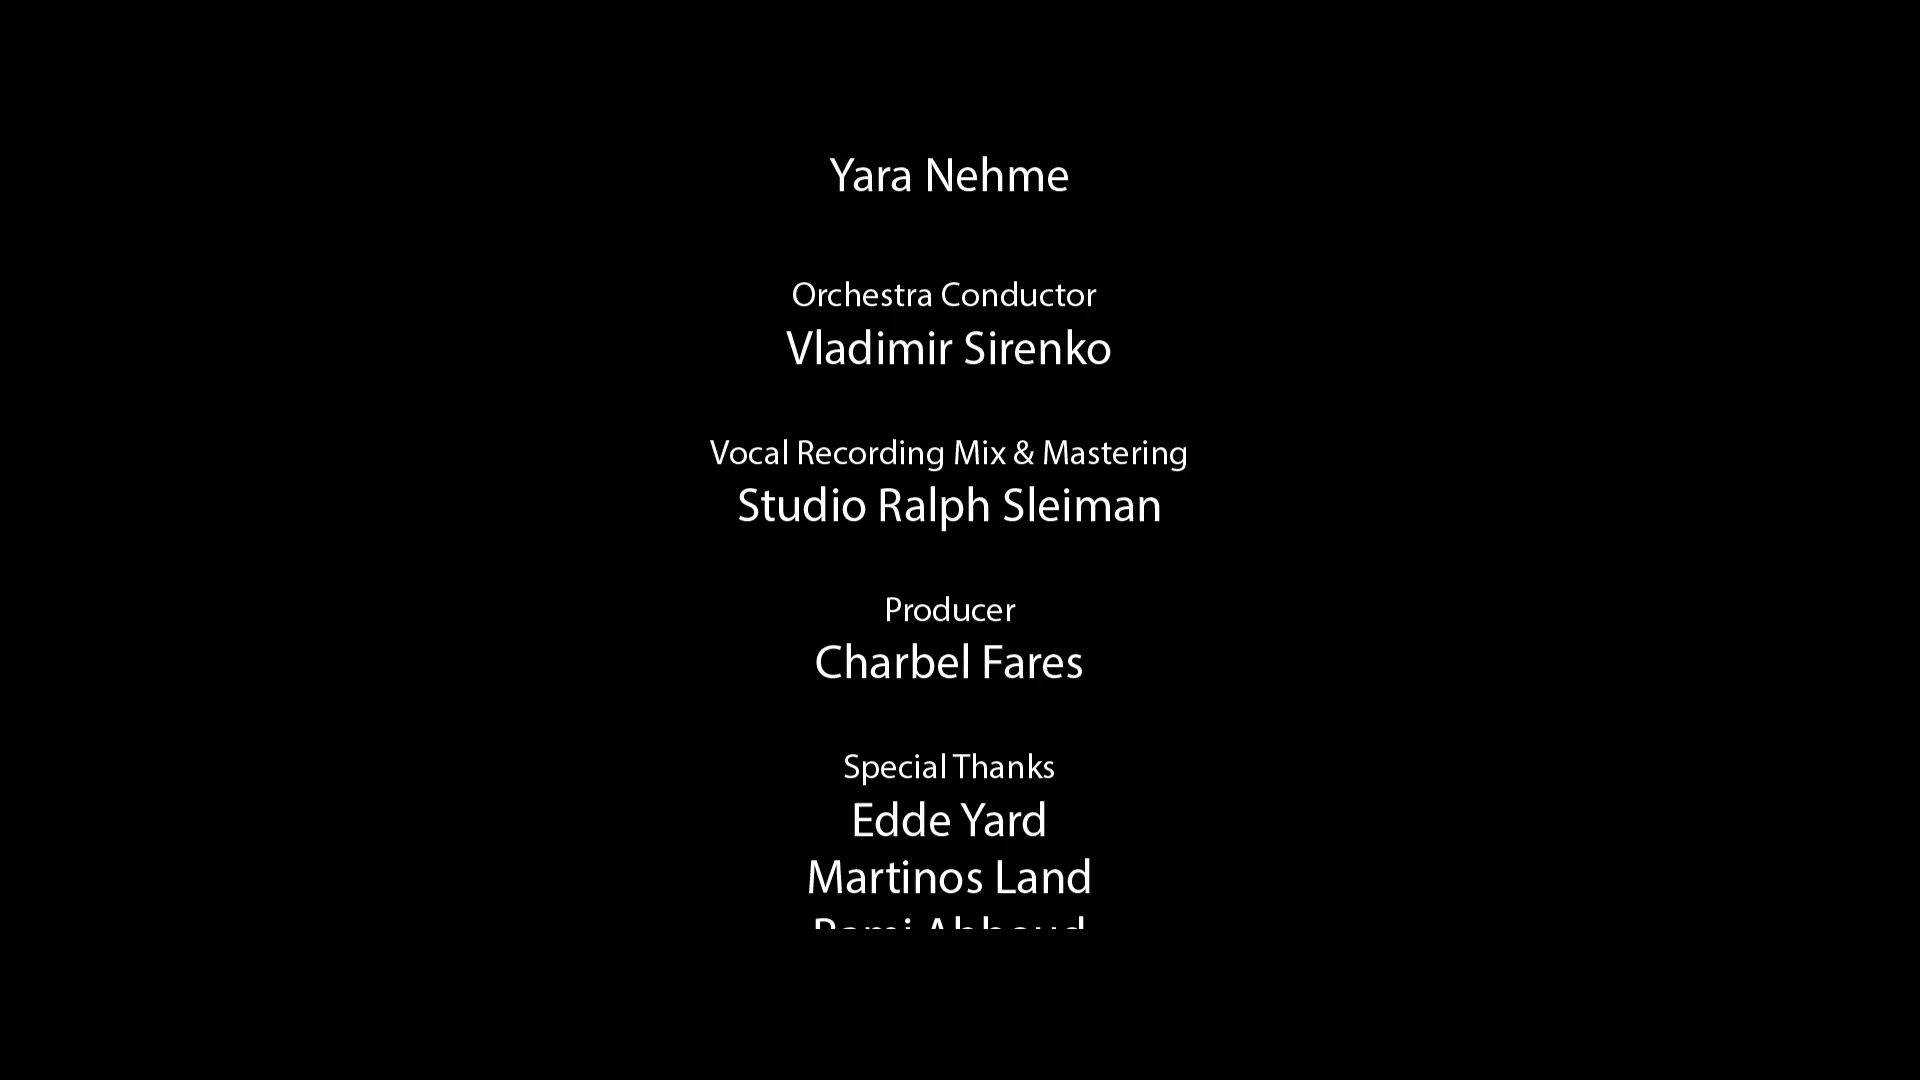 Yara Nehme
Orchestra Conductor
Vladimir Sirenko
Vocal Recording Mix & Mastering
Studio Ralph Sleiman
Producer
Charbel Fares
Special Thanks
Edde Yard
Martinos Land